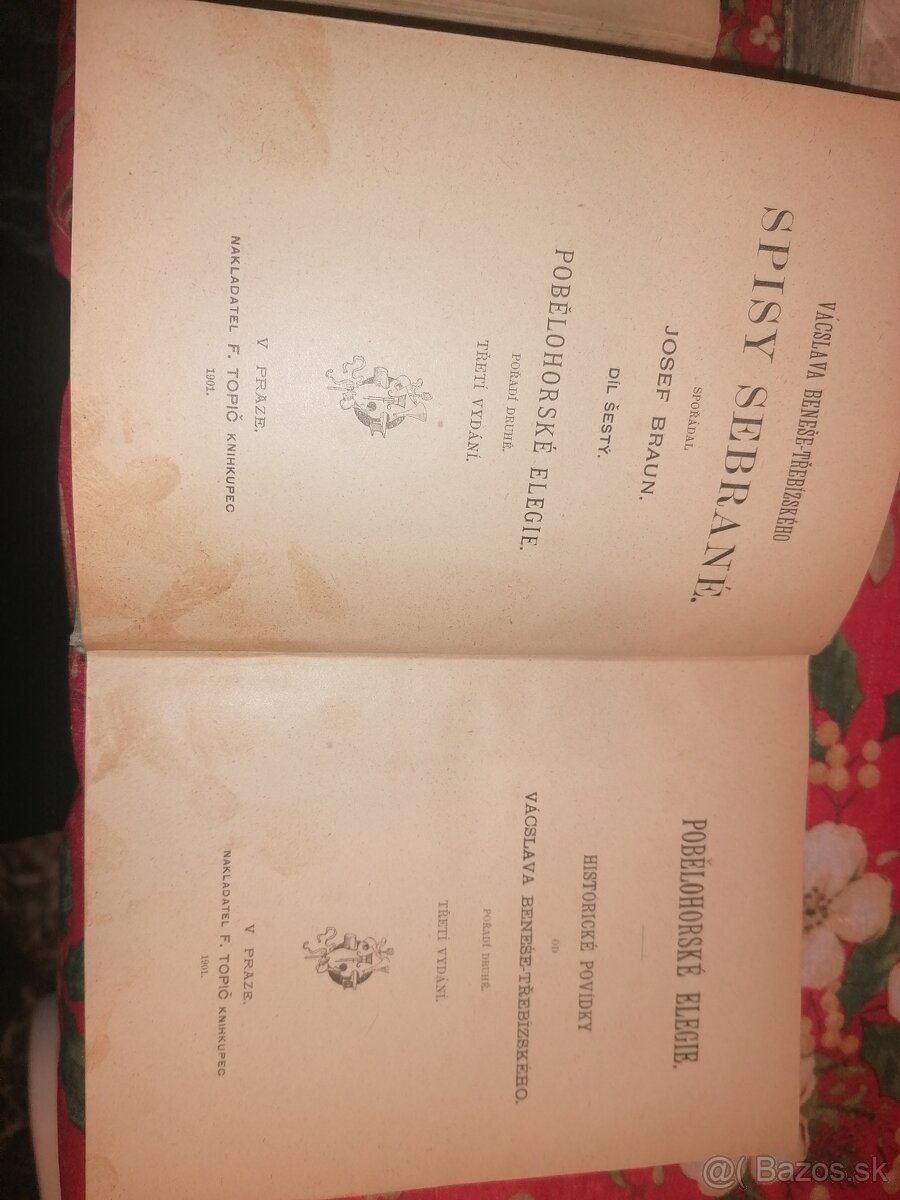 VÁCSLAVA BENEŠE-TŘEBÍZSKÉHO
SPISY SEBRANÉ.
SPOŘÁDAL
JOSEF BRAUN.
DÍL ŠESTÝ.
POBĚLOHORSKÉ ELEGIE.
POŘADÍ DRUHÉ.
TŘETÍ VYDÁNÍ.
V PRAZE.
NAKLADATEL F. TOPIČ KNIHKUPEC
1901.
POBĚLOHORSKÉ ELEGIE.
HISTORICKÉ POVÍDKY
OD
VÁCSLAVA BENEŠE-TŘEBÍZSKÉHO.
POŘADÍ DRUHÉ.
TŘETÍ VYDÁNÍ.
V PRAZE.
NAKLADATEL F. TOPIČ KNIHKUPEC
1901.
@( Bazos.sk